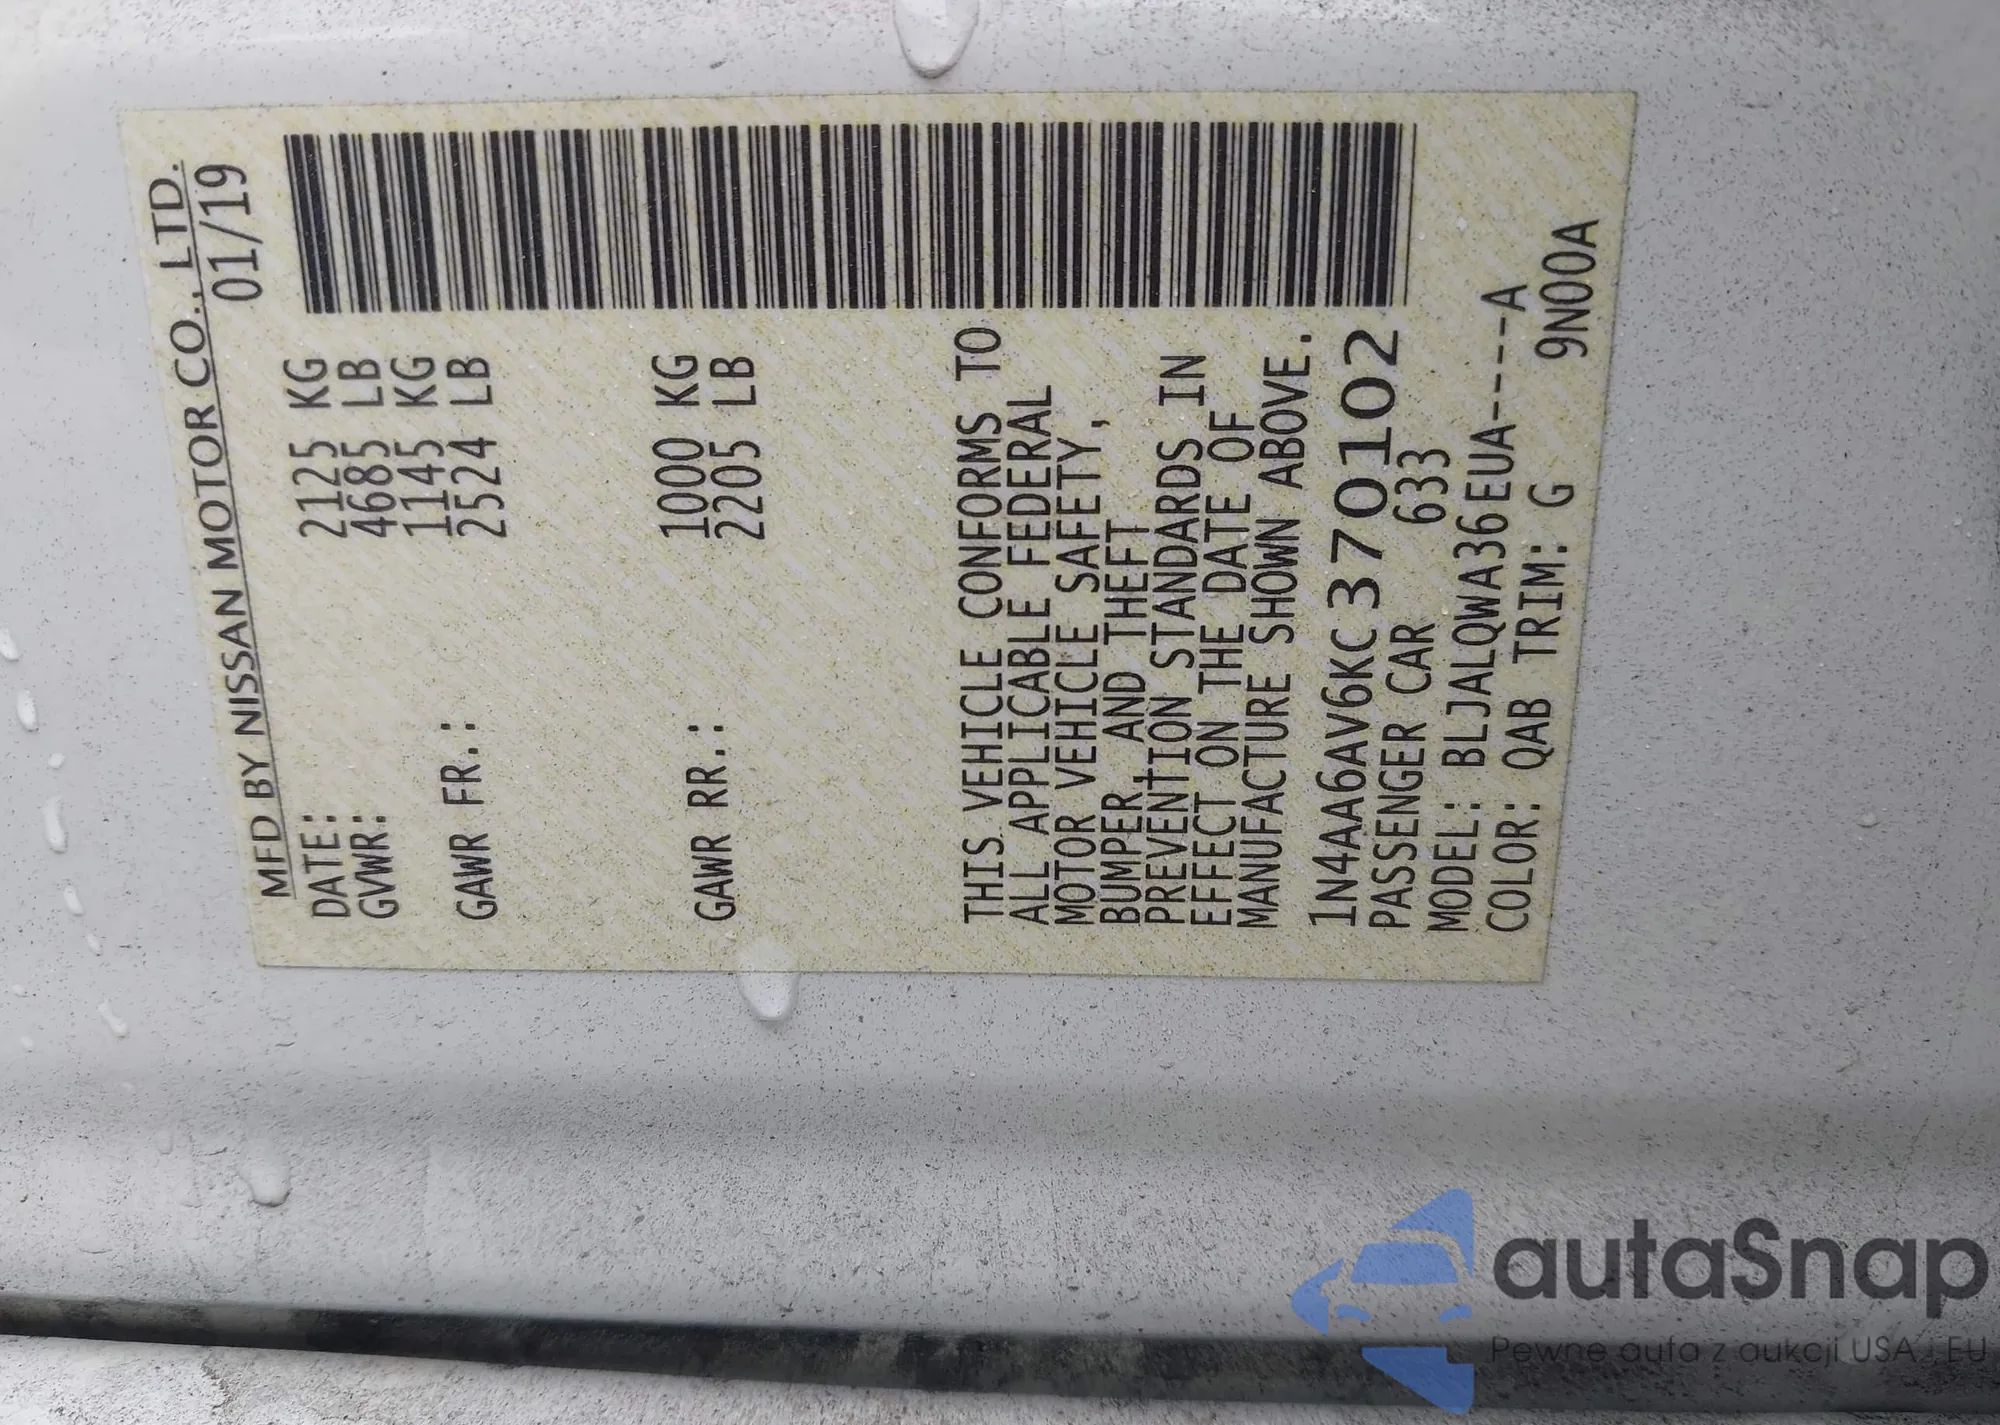 MFD BY NISSAN MOTOR CO., LTD.
DATE: 01/19
GVWR: 2125 KG
4685 LB
GAWR FR.: 1145 KG
2524 LB
GAWR RR.: 1000 KG
2205 LB
THIS VEHICLE CONFORMS TO
ALL APPLICABLE FEDERAL
MOTOR VEHICLE SAFETY,
BUMPER, AND THEFT
PREVENTION STANDARDS IN
EFFECT ON THE DATE OF
MANUFACTURE SHOWN ABOVE.
1N4AA6AV6KC370102
PASSENGER CAR 633
MODEL: BLJALQWA36EUA----A
COLOR: QAB TRIM: G 9N00A
autaSnap
Pewne auta z aukcji USA i EU